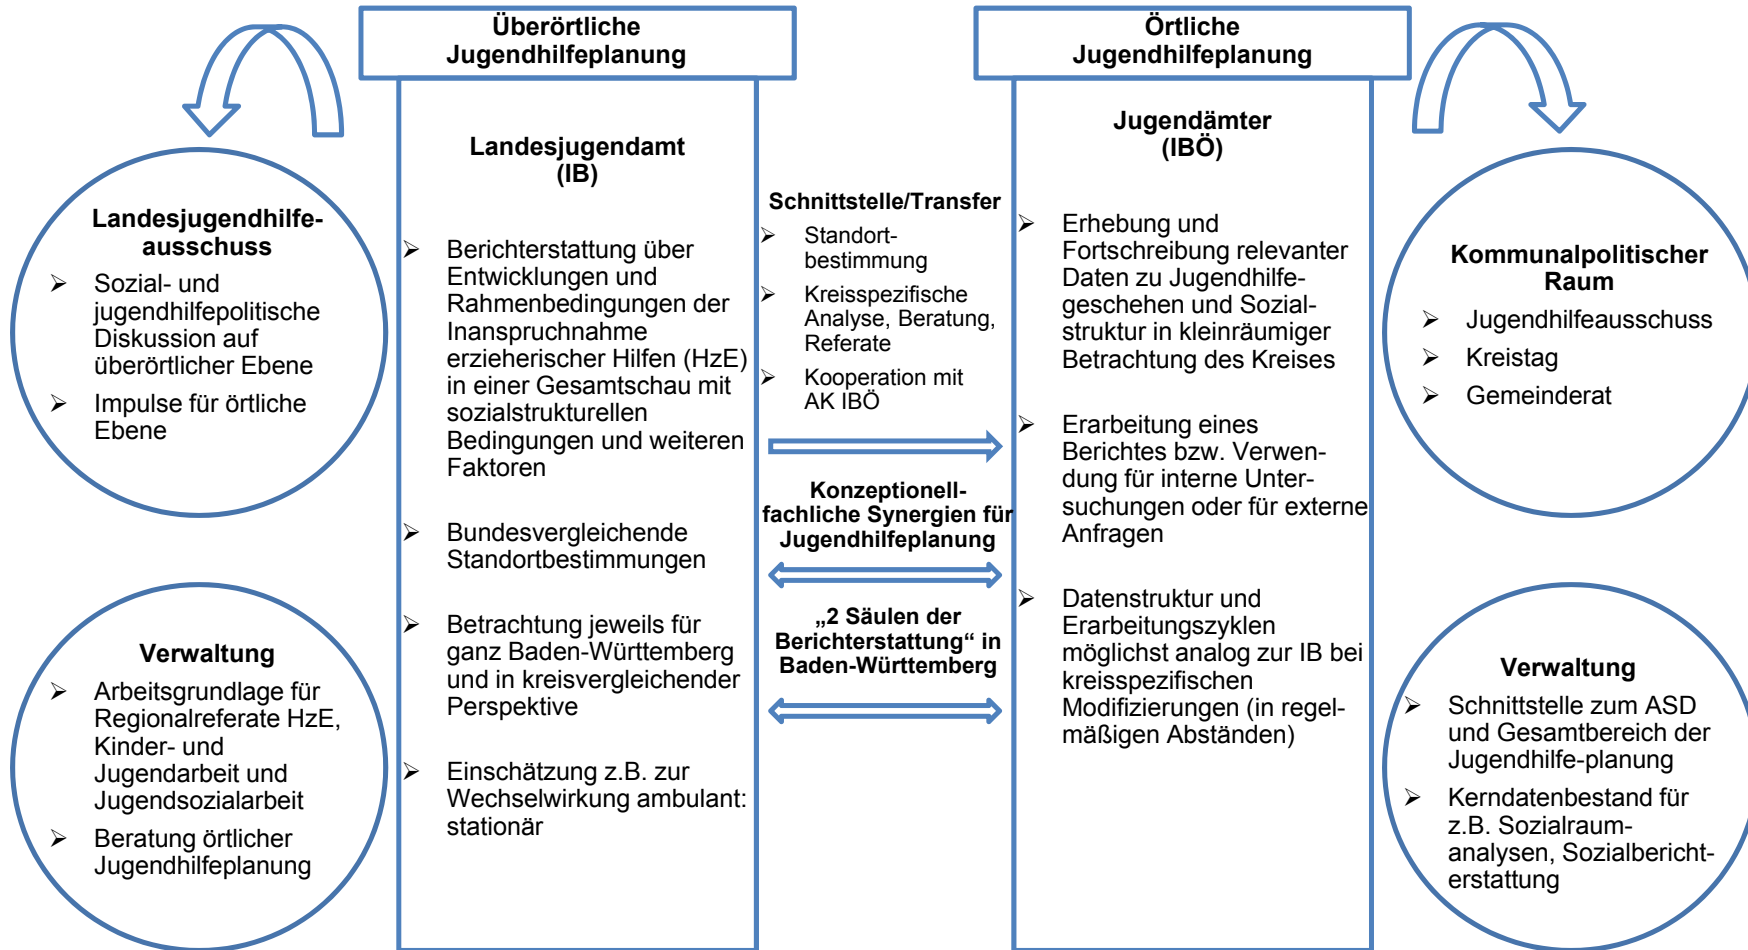 Überörtliche
Jugendhilfeplanung
Örtliche
Jugendhilfeplanung
Landesjugendhilfe-
ausschuss
➢ Sozial- und
jugendhilfepolitische
Diskussion auf
überörtlicher Ebene
➢ Impulse für örtliche
Ebene
Verwaltung
➢ Arbeitsgrundlage für
Regionalreferate HzE,
Kinder- und
Jugendarbeit und
Jugendsozialarbeit
➢ Beratung örtlicher
Jugendhilfeplanung
Landesjugendamt
(IB)
➢ Berichterstattung über
Entwicklungen und
Rahmenbedingungen der
Inanspruchnahme
erzieherischer Hilfen (HzE)
in einer Gesamtschau mit
sozialstrukturellen
Bedingungen und weiteren
Faktoren
➢ Bundesvergleichende
Standortbestimmungen
➢ Betrachtung jeweils für
ganz Baden-Württemberg
und in kreisvergleichender
Perspektive
➢ Einschätzung z.B. zur
Wechselwirkung ambulant:
stationär
Schnittstelle/Transfer
➢ Standort-
bestimmung
➢ Kreisspezifische
Analyse, Beratung,
Referate
➢ Kooperation mit
AK IBÖ
Konzeptionell-
fachliche Synergien für
Jugendhilfeplanung
„2 Säulen der
Berichterstattung“ in
Baden-Württemberg
Jugendämter
(IBÖ)
➢ Erhebung und
Fortschreibung relevanter
Daten zu Jugendhilfe-
geschehen und Sozial-
struktur in kleinräumiger
Betrachtung des Kreises
➢ Erarbeitung eines
Berichtes bzw. Verwen-
dung für interne Unter-
suchungen oder für externe
Anfragen
➢ Datenstruktur und
Erarbeitungszyklen
möglichst analog zur IB bei
kreisspezifischen
Modifizierungen (in regel-
mäßigen Abständen)
Kommunalpolitischer
Raum
➢ Jugendhilfeausschuss
➢ Kreistag
➢ Gemeinderat
Verwaltung
➢ Schnittstelle zum ASD
und Gesamtbereich der
Jugendhilfe-planung
➢ Kerndatenbestand für
z.B. Sozialraum-
analysen, Sozialbericht-
erstattung